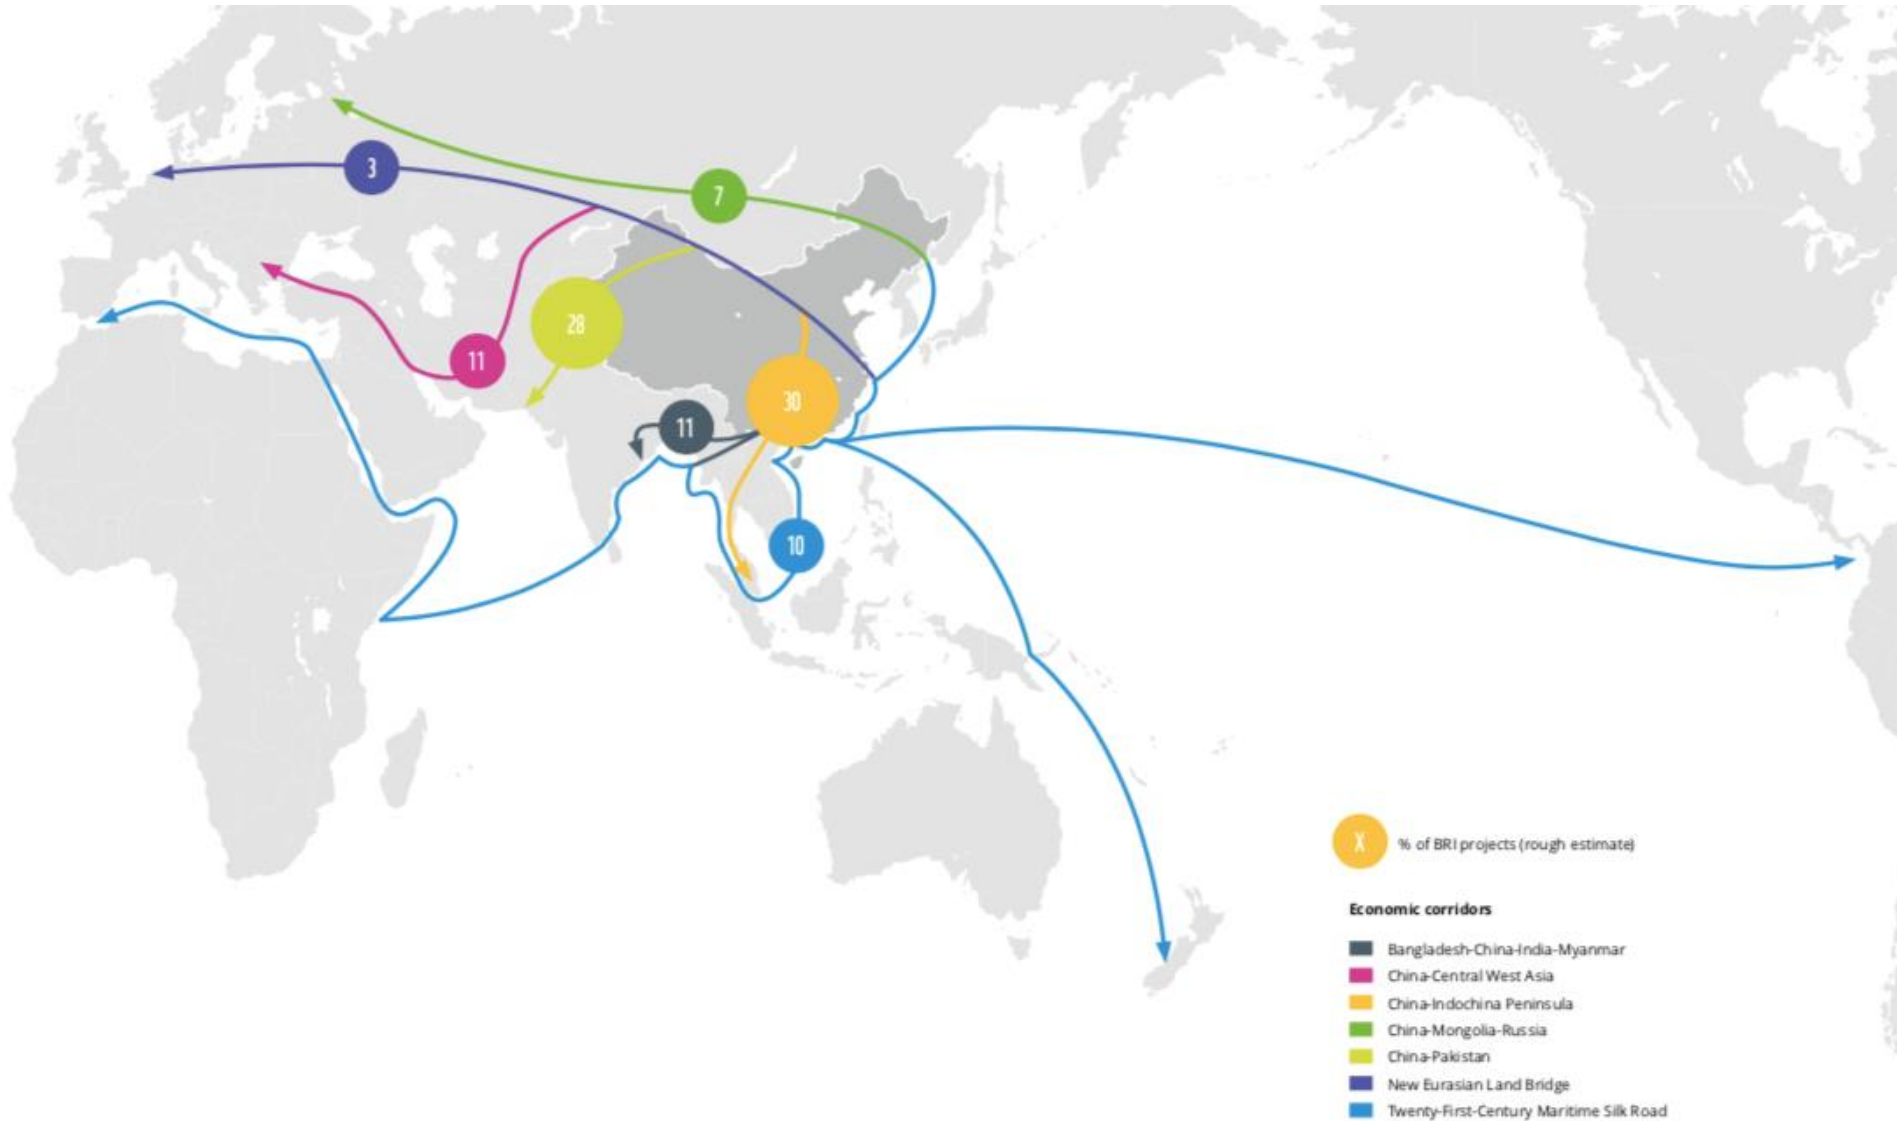 3
7
11
28
30
11
10
X
% of BRI projects (rough estimate)
Economic corridors
Bangladesh-China-India-Myanmar
China-Central West Asia
China-Indochina Peninsula
China-Mongolia-Russia
China-Pakistan
New Eurasian Land Bridge
Twenty-First-Century Maritime Silk Road